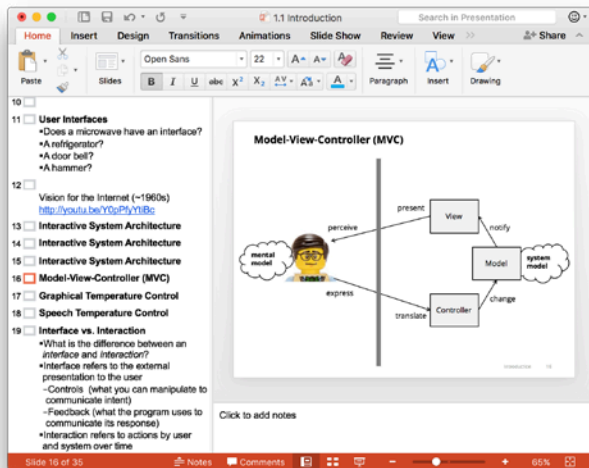 1.1 Introduction
Search in Presentation
Home Insert Design Transitions Animations Slide Show Review View Share
Open Sans 22
Paste Slides Paragraph Insert Drawing
B I U abc X² X₂ AV Aa A
10
11 User Interfaces
▪Does a microwave have an interface?
▪A refrigerator?
▪A door bell?
▪A hammer?
12
Vision for the Internet (~1960s)
http://youtu.be/Y0pPfyYtiBc
13 Interactive System Architecture
14 Interactive System Architecture
15 Interactive System Architecture
16 Model-View-Controller (MVC)
17 Graphical Temperature Control
18 Speech Temperature Control
19 Interface vs. Interaction
▪What is the difference between an
interface and interaction?
▪Interface refers to the external
presentation to the user
–Controls (what you can manipulate to
communicate intent)
–Feedback (what the program uses to
communicate its response)
▪Interaction refers to actions by user
and system over time
Model-View-Controller (MVC)
present
View
perceive
notify
mental
model
Model
system
model
express
change
translate
Controller
Click to add notes
Slide 16 of 35 Notes Comments 65%